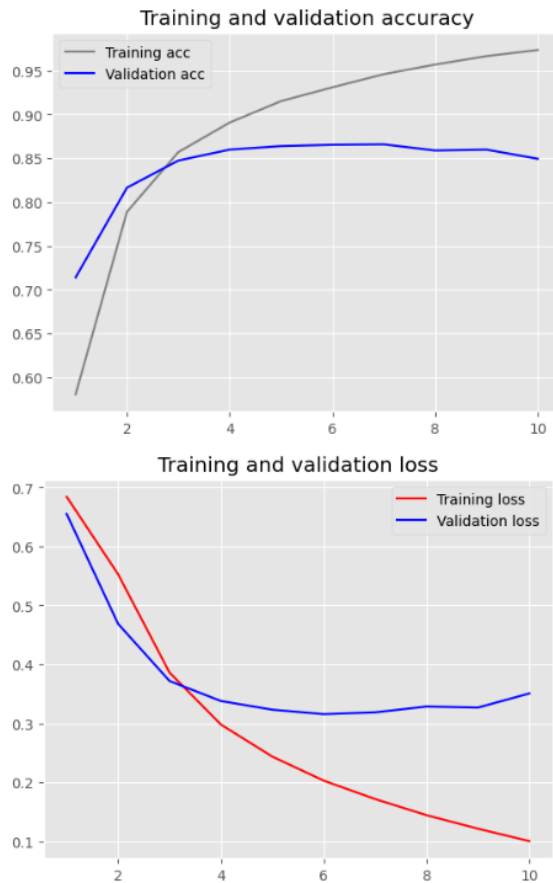 Training and validation accuracy
Training acc
Validation acc
0.95
0.90
0.85
0.80
0.75
0.70
0.65
0.60
2 4 6 8 10
Training and validation loss
Training loss
Validation loss
0.7
0.6
0.5
0.4
0.3
0.2
0.1
2 4 6 8 10